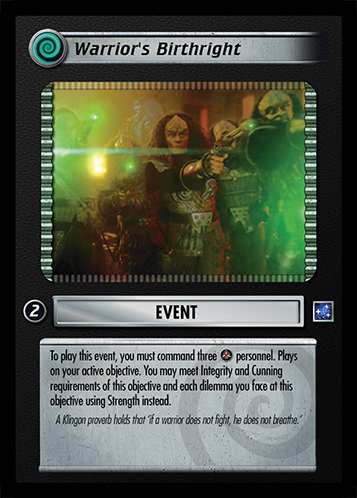 Warrior's Birthright
2
EVENT
To play this event, you must command three personnel. Plays
on your active objective. You may meet Integrity and Cunning
requirements of this objective and each dilemma you face at this
objective using Strength instead.
A Klingon proverb holds that "if a warrior does not fight, he does not breathe."